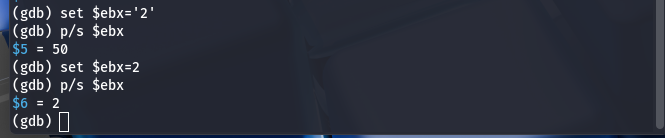 (gdb) set $ebx='2'
(gdb) p/s $ebx
$5 = 50
(gdb) set $ebx=2
(gdb) p/s $ebx
$6 = 2
(gdb)